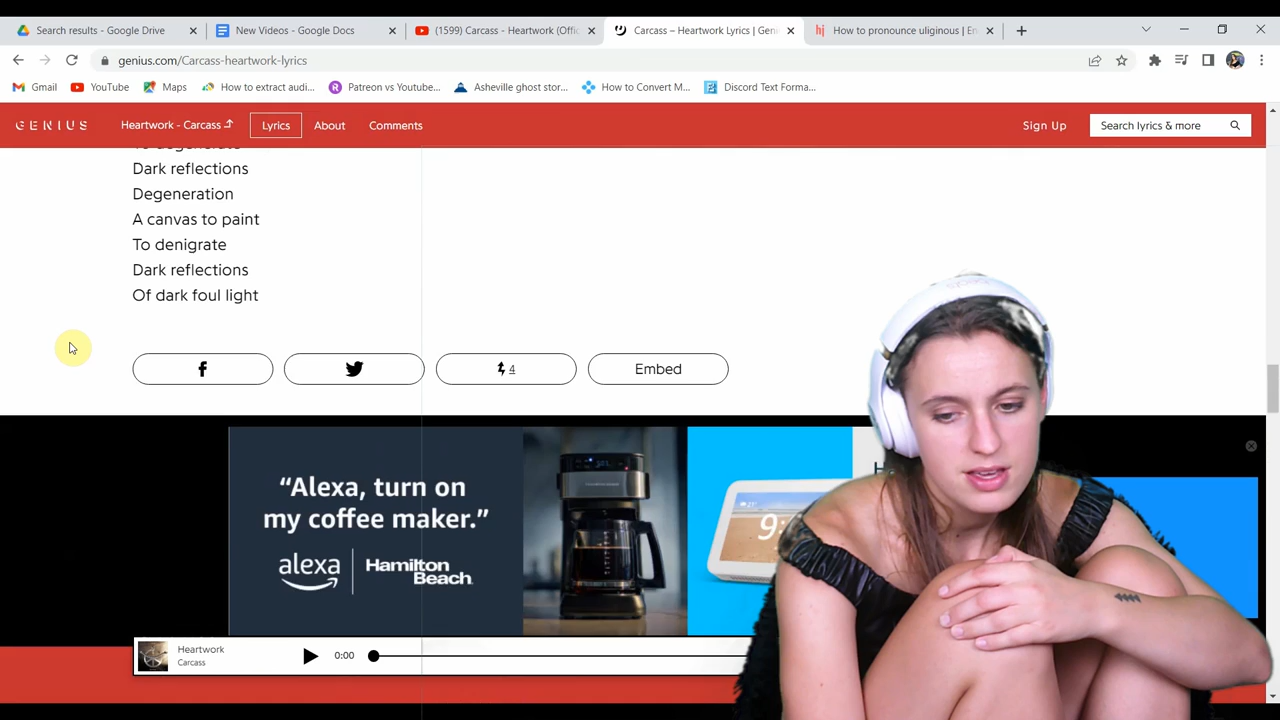 Search results - Google Drive
New Videos - Google Docs
(1599) Carcass - Heartwork (Offic
Carcass – Heartwork Lyrics | Geni
How to pronounce uliginous | En
genius.com/Carcass-heartwork-lyrics
Gmail
YouTube
Maps
How to extract audi...
Patreon vs Youtube...
Asheville ghost stor...
How to Convert M...
Discord Text Forma...
GENIUS
Heartwork - Carcass
Lyrics
About
Comments
Sign Up
Search lyrics & more
To degenerate
Dark reflections
Degeneration
A canvas to paint
To denigrate
Dark reflections
Of dark foul light
4
Embed
“Alexa, turn on
my coffee maker.”
alexa
Hamilton
Beach
Heartwork
Carcass
0:00